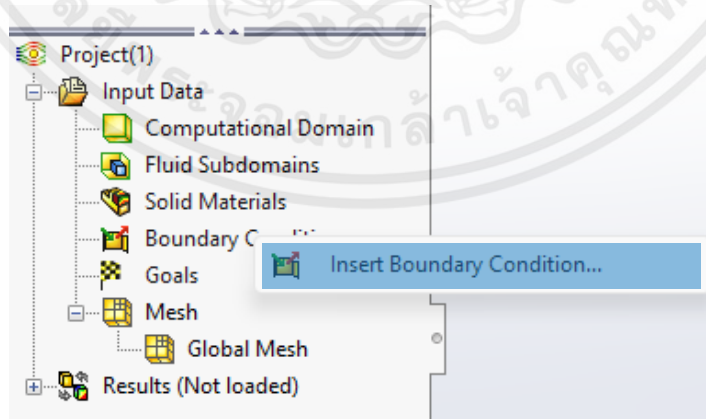 Project(1)
Input Data
Computational Domain
Fluid Subdomains
Solid Materials
Boundary
Insert Boundary Condition...
Goals
Mesh
Global Mesh
Results (Not loaded)